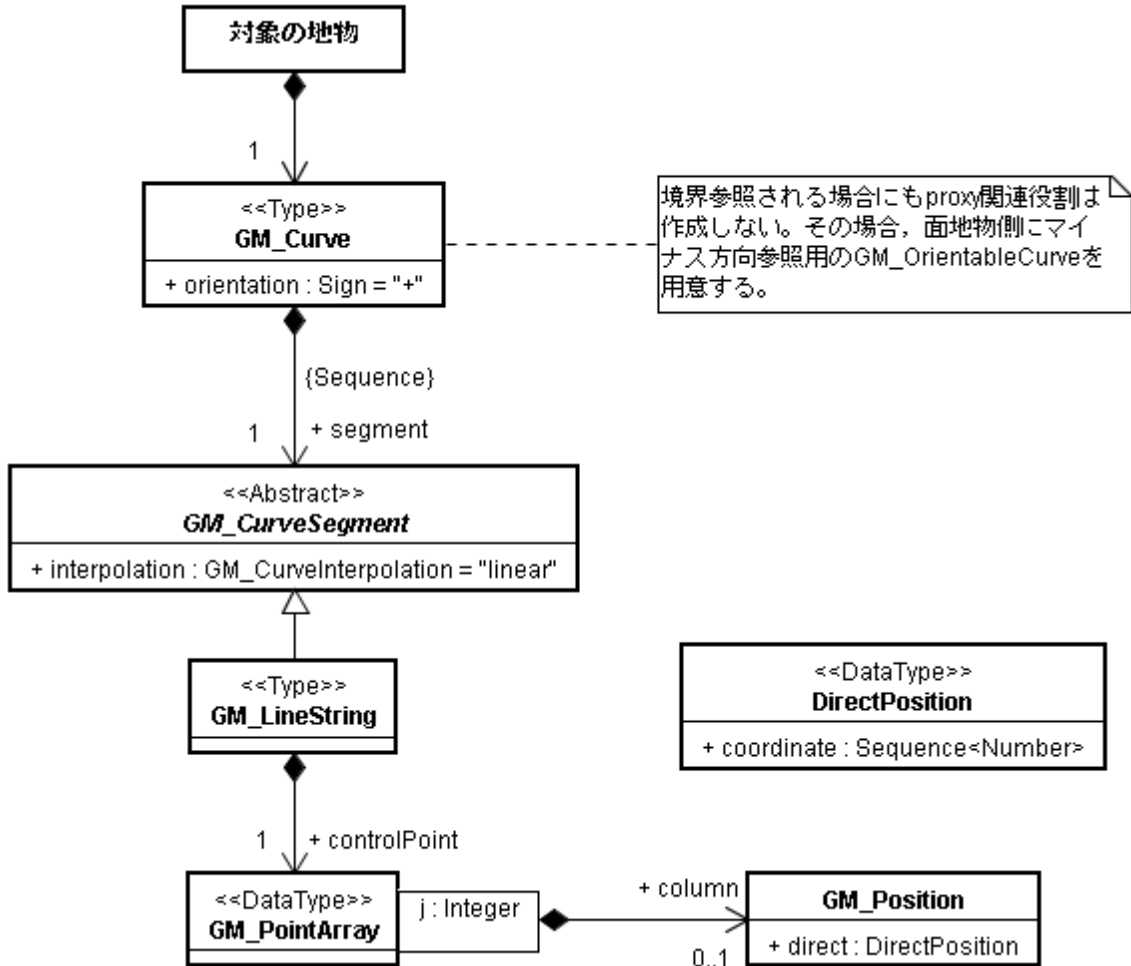 対象の地物
1
<<Type>>
GM_Curve
+ orientation : Sign = "+"
境界参照される場合にもproxy関連役割は
作成しない。その場合，面地物側にマイ
ナス方向参照用のGM_OrientableCurveを
用意する。
{Sequence}
1
+ segment
<<Abstract>>
GM_CurveSegment
+ interpolation : GM_CurveInterpolation = "linear"
<<Type>>
GM_LineString
<<DataType>>
DirectPosition
+ coordinate : Sequence<Number>
1
+ controlPoint
<<DataType>>
GM_PointArray
j : Integer
+ column
0..1
GM_Position
+ direct : DirectPosition